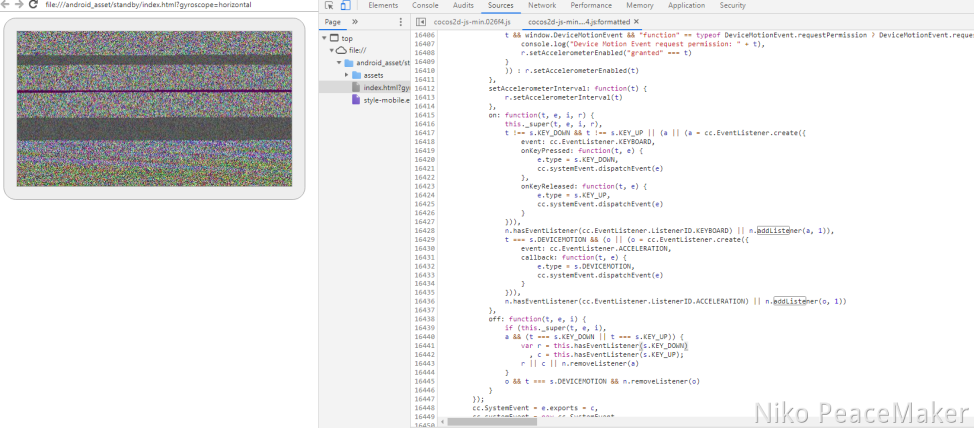 file:///android_asset/standby/index.html?gyroscope=horizontal
Elements Console Audits Sources Network Performance Memory Application Security
Page »
cocos2d-js-min.026f4.js cocos2d-js-min....4.js:formatted ×
top
file://
android_asset/st
assets
index.html?gy
style-mobile.e
16406 t && window.DeviceMotionEvent && "function" == typeof DeviceMotionEvent.requestPermission ? DeviceMotionEvent.reque
16407 console.log("Device Motion Event request permission: " + t),
16408 r.setAccelerometerEnabled("granted" === t)
16409 }
16410 )) : r.setAccelerometerEnabled(t)
16411 },
16412 setAccelerometerInterval: function(t) {
16413 r.setAccelerometerInterval(t)
16414 },
16415 on: function(t, e, i, r) {
16416 this._super(t, e, i, r),
16417 t !== s.KEY_DOWN && t !== s.KEY_UP || (a || (a = cc.EventListener.create({
16418 event: cc.EventListener.KEYBOARD,
16419 onKeyPressed: function(t, e) {
16420 e.type = s.KEY_DOWN,
16421 cc.systemEvent.dispatchEvent(e)
16422 },
16423 onKeyReleased: function(t, e) {
16424 e.type = s.KEY_UP,
16425 cc.systemEvent.dispatchEvent(e)
16426 }
16427 })),
16428 n.hasEventListener(cc.EventListener.ListenerID.KEYBOARD) || n.addListener(a, 1)),
16429 t === s.DEVICEMOTION && (o || (o = cc.EventListener.create({
16430 event: cc.EventListener.ACCELERATION,
16431 callback: function(t, e) {
16432 e.type = s.DEVICEMOTION,
16433 cc.systemEvent.dispatchEvent(e)
16434 }
16435 })),
16436 n.hasEventListener(cc.EventListener.ListenerID.ACCELERATION) || n.addListener(o, 1))
16437 },
16438 off: function(t, e, i) {
16439 if (this._super(t, e, i),
16440 a && (t === s.KEY_DOWN || t === s.KEY_UP)) {
16441 var r = this.hasEventListener(s.KEY_DOWN)
16442 , c = this.hasEventListener(s.KEY_UP);
16443 r || c || n.removeListener(a)
16444 }
16445 o && t === s.DEVICEMOTION && n.removeListener(o)
16446 }
16447 });
16448 cc.SystemEvent = e.exports = c,
16449 cc.systemEvent = new cc.SystemEvent
16450
Niko PeaceMaker